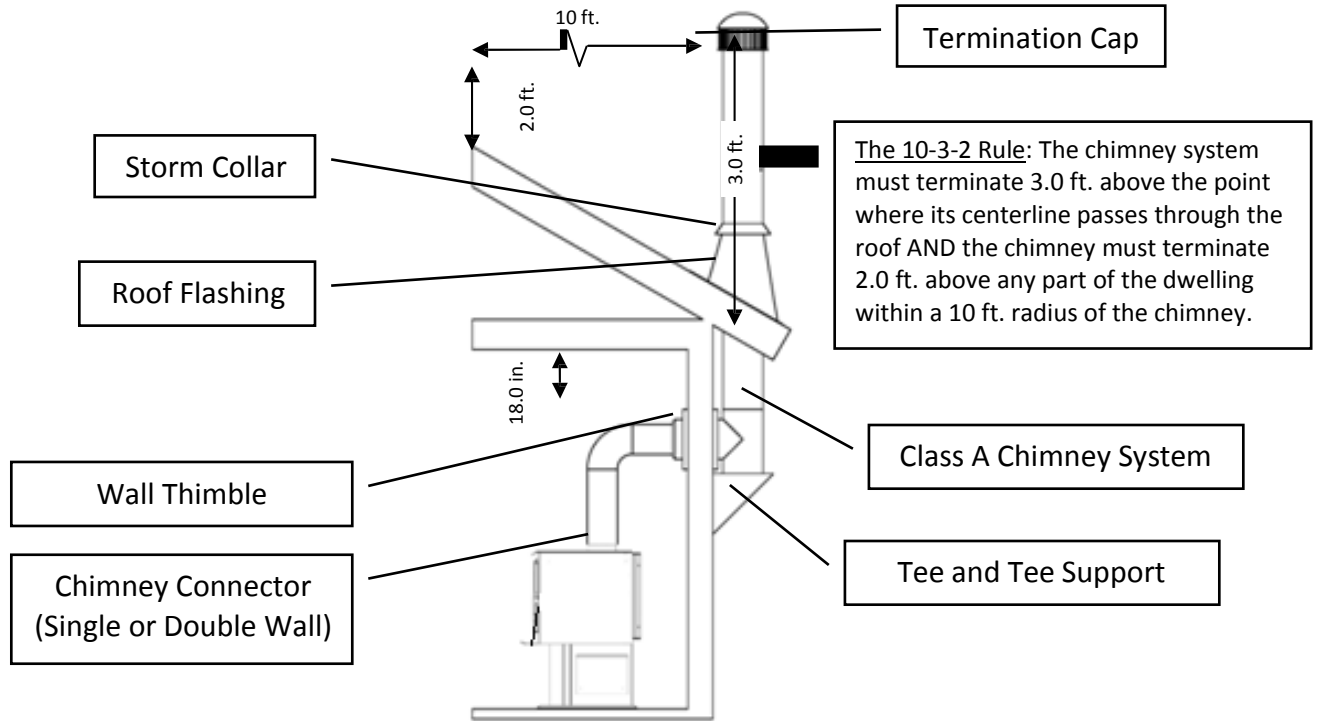 10 ft.
Termination Cap
2.0 ft.
Storm Collar
3.0 ft.
The 10-3-2 Rule: The chimney system
must terminate 3.0 ft. above the point
where its centerline passes through the
roof AND the chimney must terminate
2.0 ft. above any part of the dwelling
within a 10 ft. radius of the chimney.
Roof Flashing
18.0 in.
Class A Chimney System
Wall Thimble
Tee and Tee Support
Chimney Connector
(Single or Double Wall)